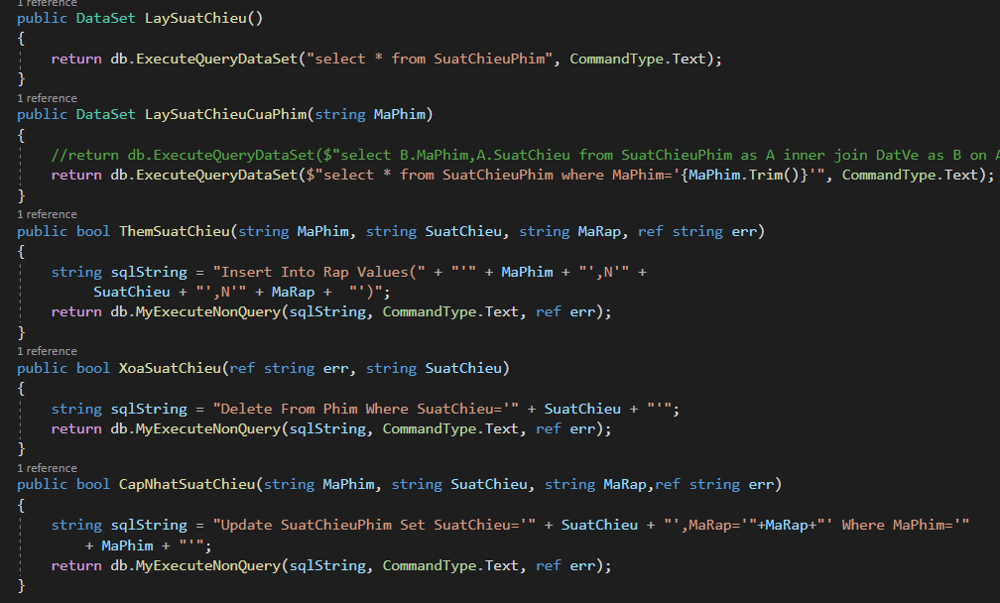 1 reference
public DataSet LaySuatChieu()
{
return db.ExecuteQueryDataSet("select * from SuatChieuPhim", CommandType.Text);
}
1 reference
public DataSet LaySuatChieuCuaPhim(string MaPhim)
{
//return db.ExecuteQueryDataSet($"select B.MaPhim,A.SuatChieu from SuatChieuPhim as A inner join DatVe as B on A
return db.ExecuteQueryDataSet($"select * from SuatChieuPhim where MaPhim='{MaPhim.Trim()}'", CommandType.Text);
}
1 reference
public bool ThemSuatChieu(string MaPhim, string SuatChieu, string MaRap, ref string err)
{
string sqlString = "Insert Into Rap Values(" + "'" + MaPhim + "',N'" +
SuatChieu + "',N'" + MaRap +  "')";
return db.MyExecuteNonQuery(sqlString, CommandType.Text, ref err);
}
1 reference
public bool XoaSuatChieu(ref string err, string SuatChieu)
{
string sqlString = "Delete From Phim Where SuatChieu='" + SuatChieu + "'";
return db.MyExecuteNonQuery(sqlString, CommandType.Text, ref err);
}
1 reference
public bool CapNhatSuatChieu(string MaPhim, string SuatChieu, string MaRap,ref string err)
{
string sqlString = "Update SuatChieuPhim Set SuatChieu='" + SuatChieu + "',MaRap='"+MaRap+"' Where MaPhim='"
+ MaPhim + "'";
return db.MyExecuteNonQuery(sqlString, CommandType.Text, ref err);
}